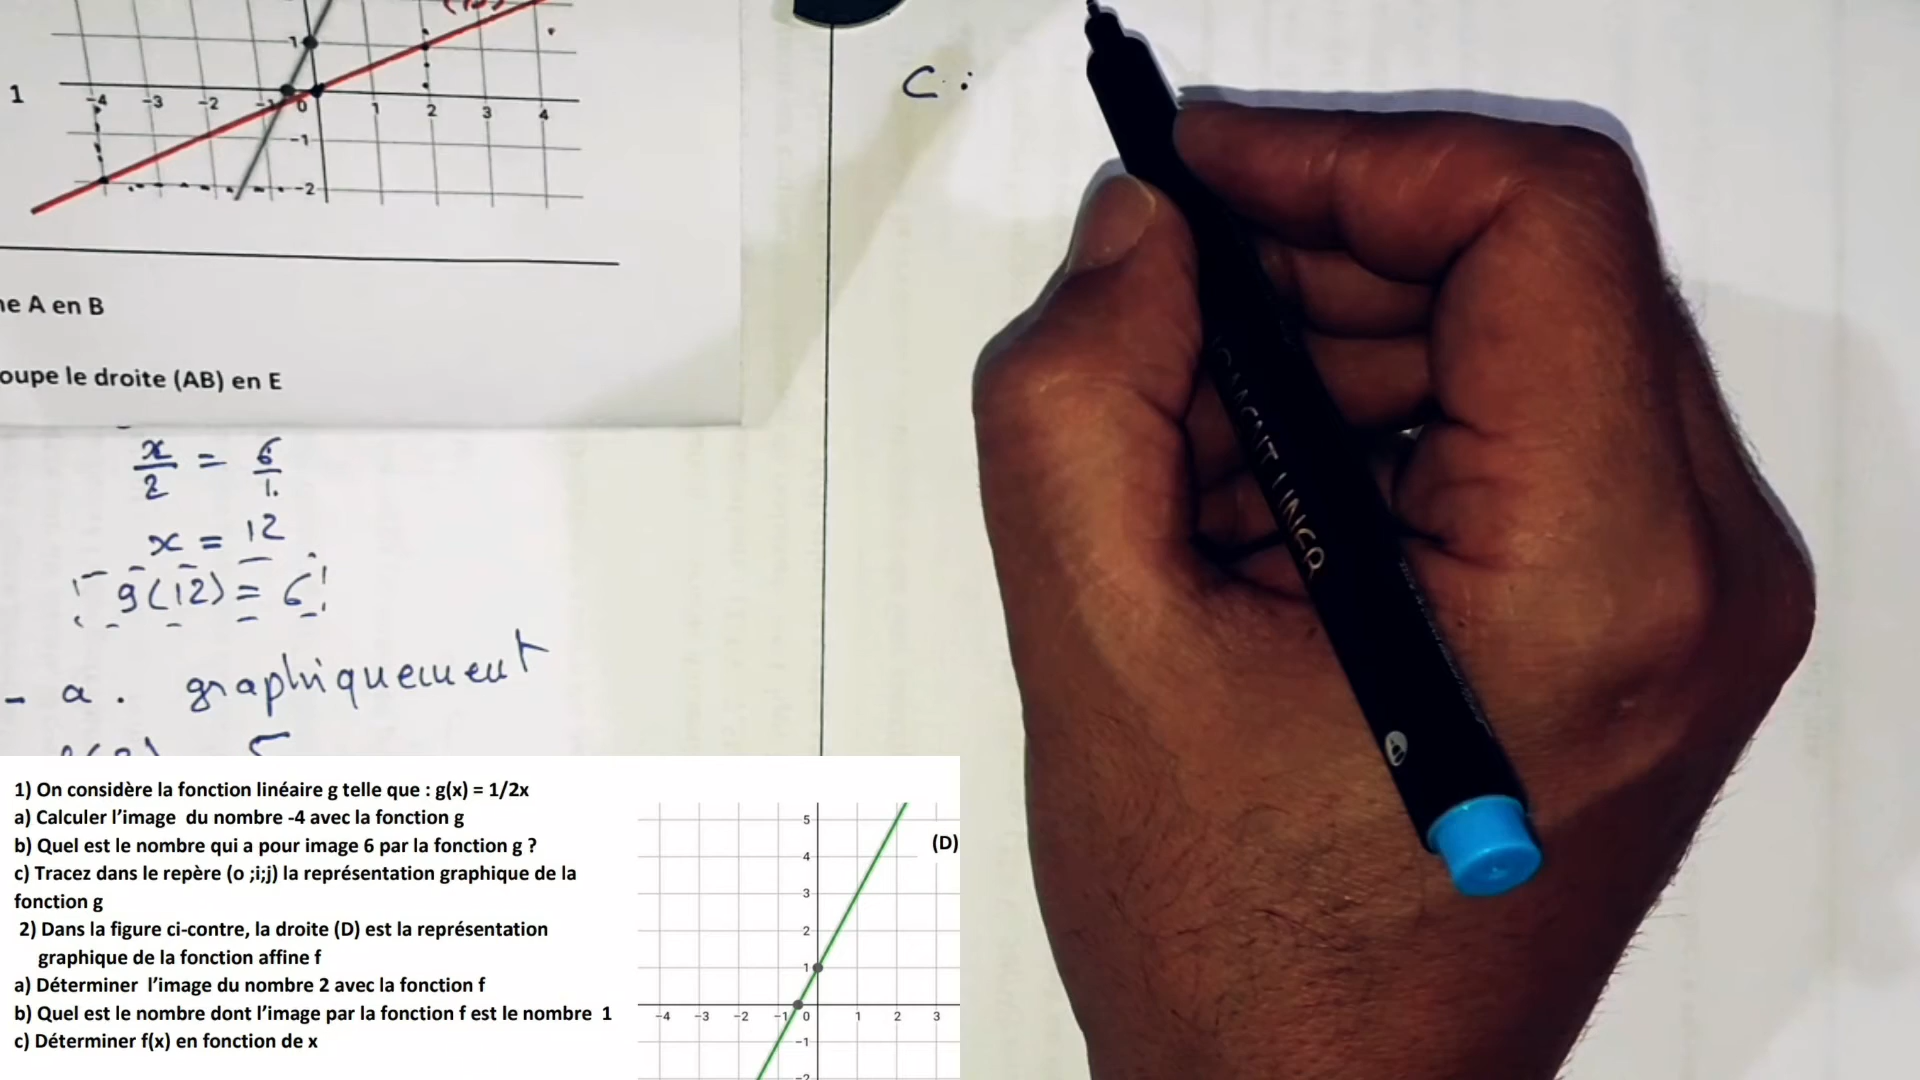 1
1
-4 -3 -2 -1 0 1 2 3 4
-1
-2
ne A en B
oupe le droite (AB) en E
x/2 = 6/1.
x = 12
g(12) = 6
- a. graphiquement
C :
1) On considère la fonction linéaire g telle que : g(x) = 1/2x
a) Calculer l'image du nombre -4 avec la fonction g
b) Quel est le nombre qui a pour image 6 par la fonction g ?
c) Tracez dans le repère (o ;i;j) la représentation graphique de la
fonction g
2) Dans la figure ci-contre, la droite (D) est la représentation
graphique de la fonction affine f
a) Déterminer l'image du nombre 2 avec la fonction f
b) Quel est le nombre dont l'image par la fonction f est le nombre 1
c) Déterminer f(x) en fonction de x
5
(D)
4
3
2
1
-4 -3 -2 -1 0 1 2 3
-1
-2